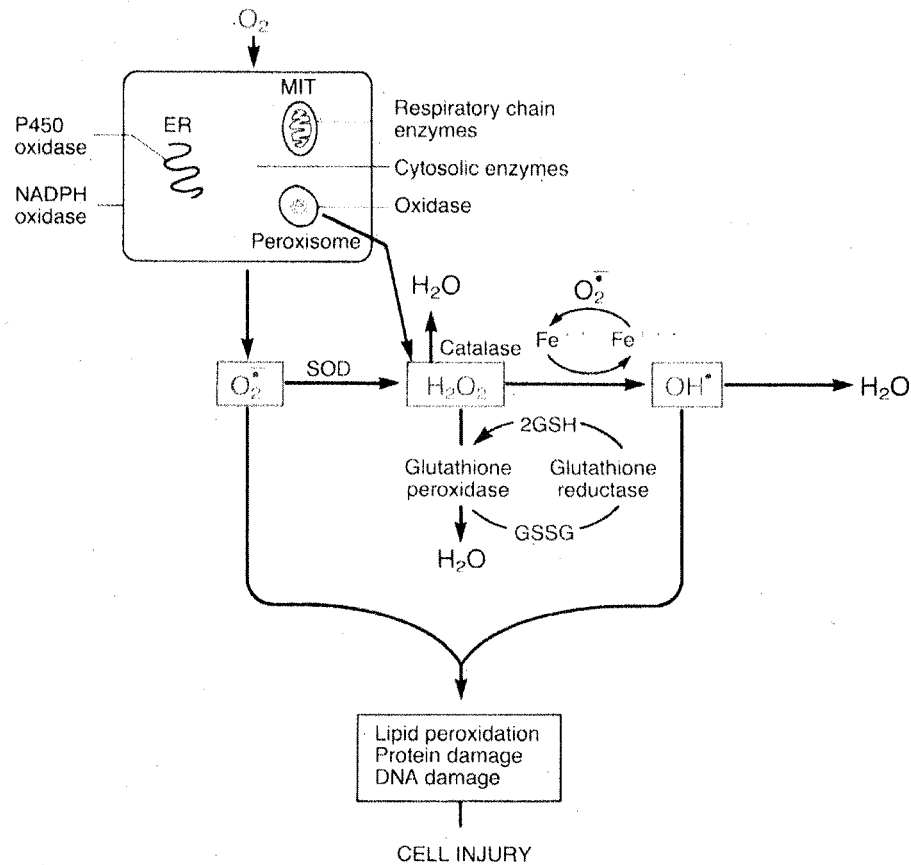 O₂
MIT
ER
P450
oxidase
NADPH
oxidase
Respiratory chain
enzymes
Cytosolic enzymes
Oxidase
Peroxisome
H₂O
Catalase
O₂•̄
Fe
Fe
O₂•̄
SOD
H₂O₂
OH•
H₂O
2GSH
Glutathione
peroxidase
Glutathione
reductase
GSSG
H₂O
Lipid peroxidation
Protein damage
DNA damage
CELL INJURY